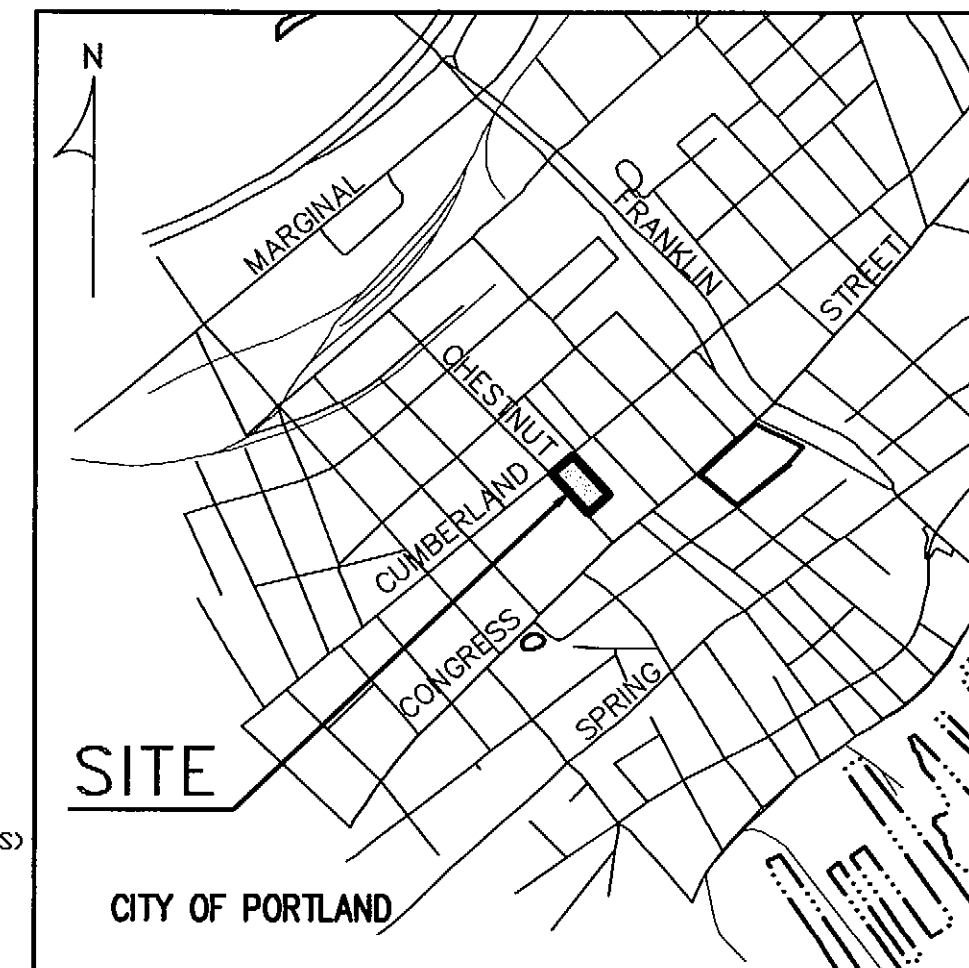 N
MARGINAL
FRANKLIN
STREET
CHESTNUT
CUMBERLAND
CONGRESS
SPRING
SITE
S)
CITY OF PORTLAND